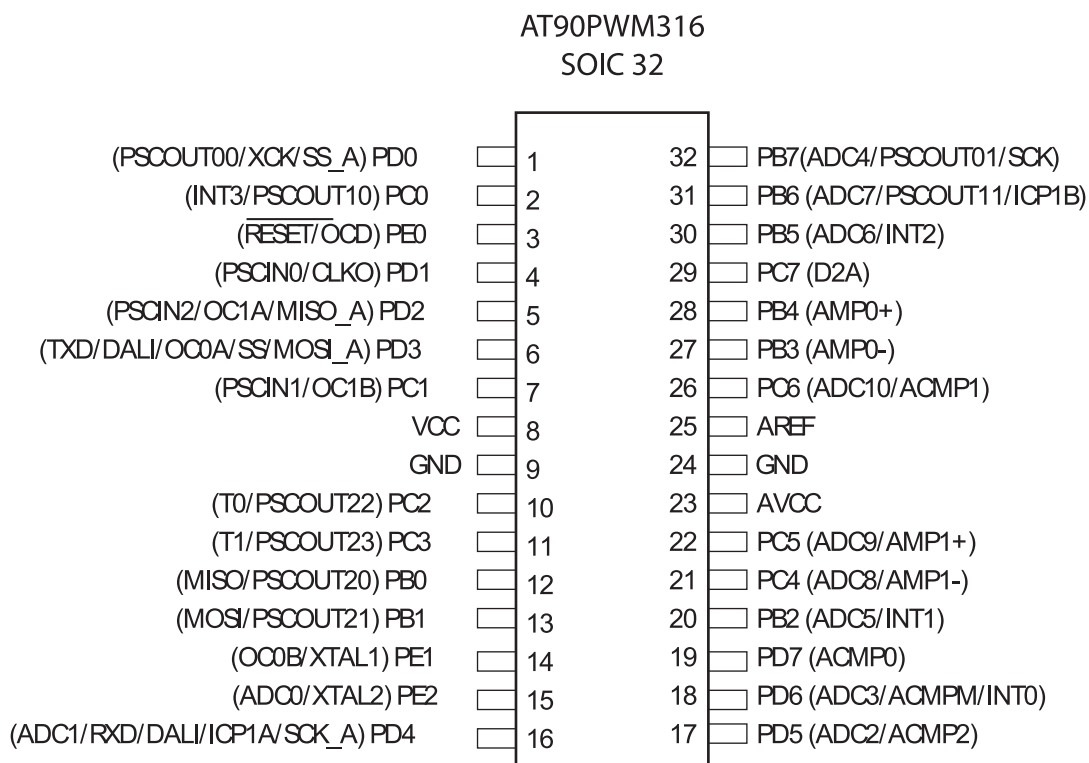 AT90PWM316
SOIC 32
(PSCOUT00/XCK/SS_A) PD0 1
(INT3/PSCOUT10) PC0 2
(RESET/OCD) PE0 3
(PSCIN0/CLKO) PD1 4
(PSCIN2/OC1A/MISO_A) PD2 5
(TXD/DALI/OC0A/SS/MOSI_A) PD3 6
(PSCIN1/OC1B) PC1 7
VCC 8
GND 9
(T0/PSCOUT22) PC2 10
(T1/PSCOUT23) PC3 11
(MISO/PSCOUT20) PB0 12
(MOSI/PSCOUT21) PB1 13
(OC0B/XTAL1) PE1 14
(ADC0/XTAL2) PE2 15
(ADC1/RXD/DALI/ICP1A/SCK_A) PD4 16
32 PB7(ADC4/PSCOUT01/SCK)
31 PB6 (ADC7/PSCOUT11/ICP1B)
30 PB5 (ADC6/INT2)
29 PC7 (D2A)
28 PB4 (AMP0+)
27 PB3 (AMP0-)
26 PC6 (ADC10/ACMP1)
25 AREF
24 GND
23 AVCC
22 PC5 (ADC9/AMP1+)
21 PC4 (ADC8/AMP1-)
20 PB2 (ADC5/INT1)
19 PD7 (ACMP0)
18 PD6 (ADC3/ACMPM/INT0)
17 PD5 (ADC2/ACMP2)